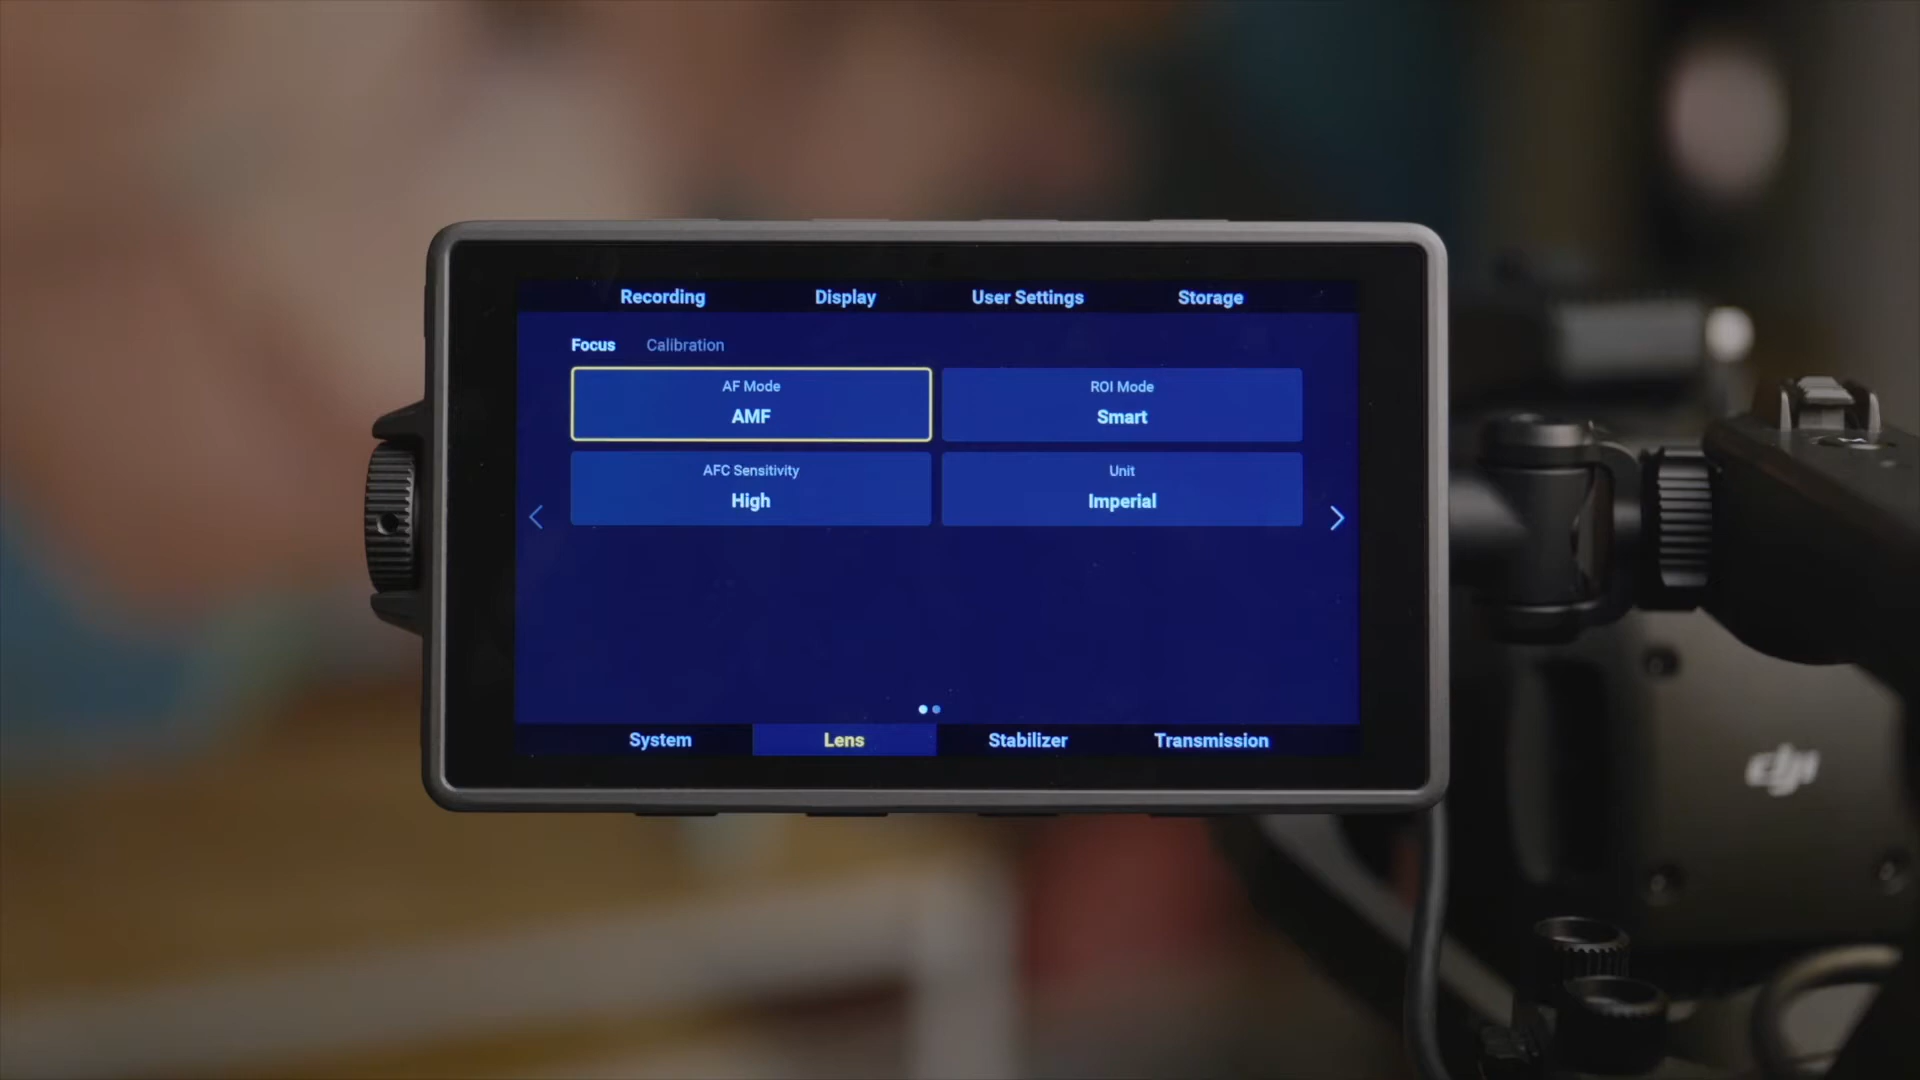 Recording Display User Settings Storage
Focus Calibration
AF Mode
AMF
ROI Mode
Smart
AFC Sensitivity
High
Unit
Imperial
System Lens Stabilizer Transmission
dji